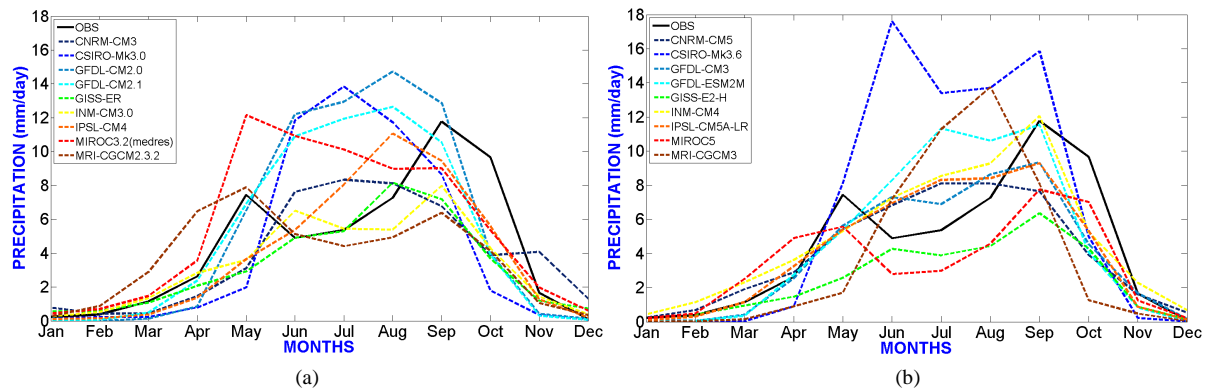 18
16
14
12
10
8
6
4
2
0
PRECIPITATION (mm/day)
OBS
CNRM-CM3
CSIRO-Mk3.0
GFDL-CM2.0
GFDL-CM2.1
GISS-ER
INM-CM3.0
IPSL-CM4
MIROC3.2(medres)
MRI-CGCM2.3.2
Jan Feb Mar Apr May Jun Jul Aug Sep Oct Nov Dec
MONTHS
(a)
18
16
14
12
10
8
6
4
2
0
PRECIPITATION (mm/day)
OBS
CNRM-CM5
CSIRO-Mk3.6
GFDL-CM3
GFDL-ESM2M
GISS-E2-H
INM-CM4
IPSL-CM5A-LR
MIROC5
MRI-CGCM3
Jan Feb Mar Apr May Jun Jul Aug Sep Oct Nov Dec
MONTHS
(b)